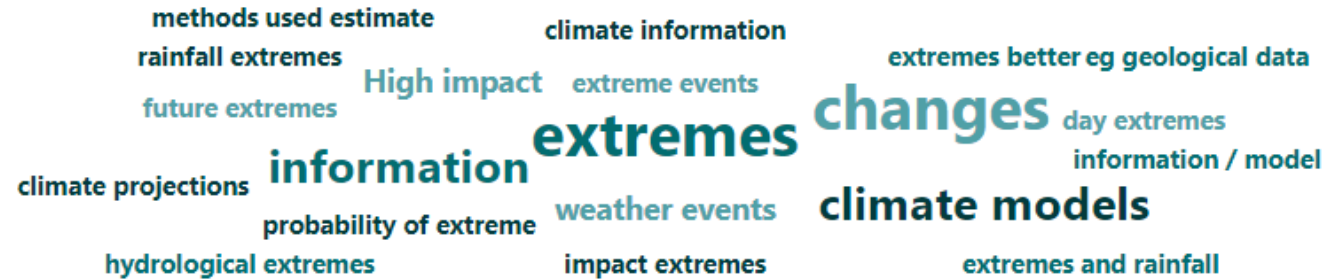 methods used estimate
climate information
rainfall extremes
extremes better eg geological data
High impact
extreme events
future extremes
changes
day extremes
extremes
information / model
information
climate projections
weather events
climate models
probability of extreme
hydrological extremes
impact extremes
extremes and rainfall